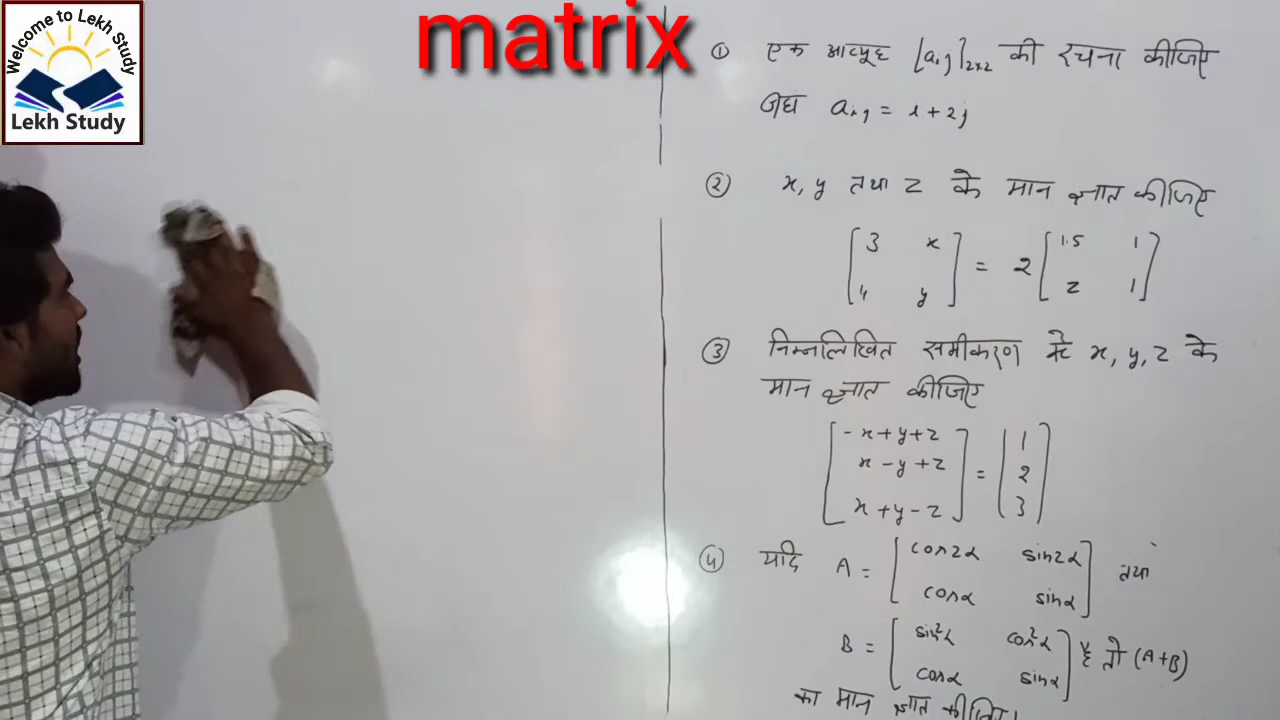 Welcome to Lekh Study
Lekh Study
matrix
① एक आव्यूह [aij]2x2 की रचना कीजिए
जब aij = i + 2j
② x, y तथा z के मान ज्ञात कीजिए
[3 x
4 y] = 2 [1.5 1
z 1]
③ निम्नलिखित समीकरण से x, y, z के
मान ज्ञात कीजिए
[-x+y+z
x-y+z
x+y-z] = [1
2
3]
④ यदि A = [cos2α sin2α
cosα sinα] तथा
B = [sin²α cos²α
cosα sinα] है तो (A+B)
का मान ज्ञात कीजिए।